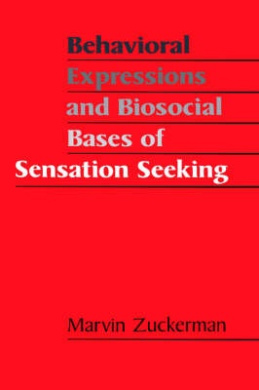 Behavioral
Expressions
and Biosocial
Bases of
Sensation Seeking
Marvin Zuckerman